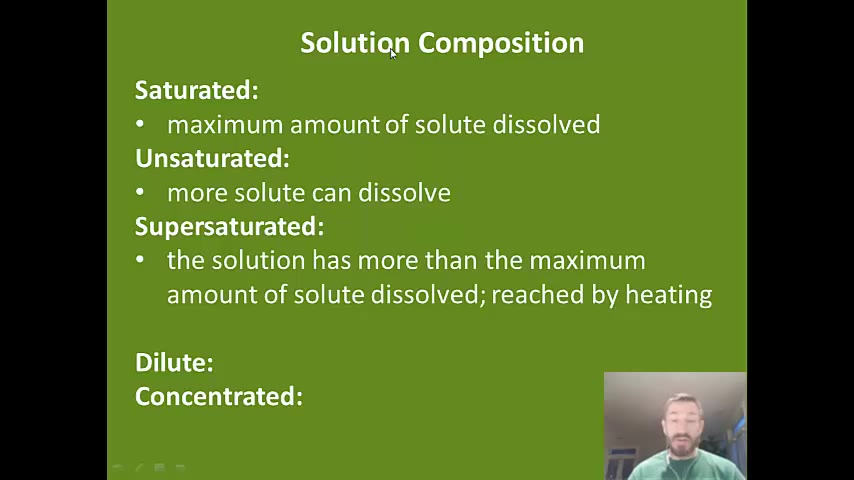 Solution Composition
Saturated:
• maximum amount of solute dissolved
Unsaturated:
• more solute can dissolve
Supersaturated:
• the solution has more than the maximum
amount of solute dissolved; reached by heating
Dilute:
Concentrated: